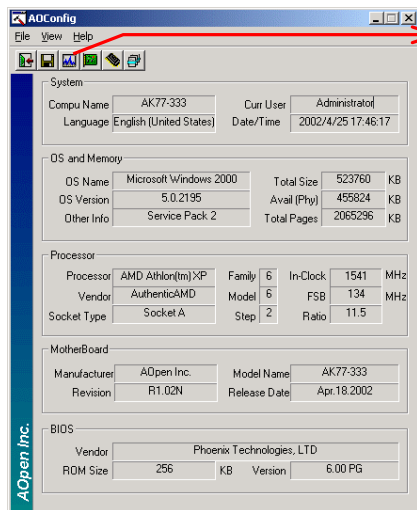 AOConfig
File View Help
System
Compu Name AK77-333 Curr User Administrator
Language English (United States) Date/Time 2002/4/25 17:46:17
OS and Memory
OS Name Microsoft Windows 2000 Total Size 523760 KB
OS Version 5.0.2195 Avail (Phy) 455824 KB
Other Info Service Pack 2 Total Pages 2065296 KB
Processor
Processor AMD Athlon(tm) XP Family 6 In-Clock 1541 MHz
Vendor AuthenticAMD Model 6 FSB 134 MHz
Socket Type Socket A Step 2 Ratio 11.5
MotherBoard
Manufacturer AOpen Inc. Model Name AK77-333
Revision R1.02N Release Date Apr.18.2002
BIOS
Vendor Phoenix Technologies, LTD
ROM Size 256 KB Version 6.00 PG
AOpen Inc.